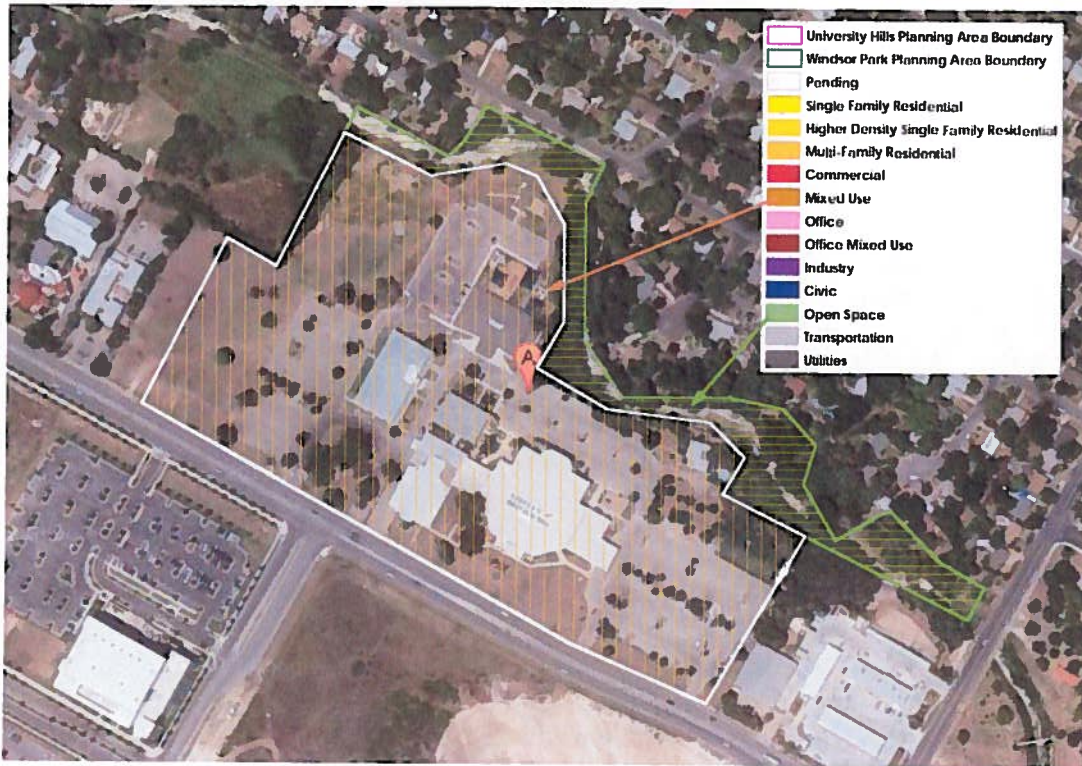 University Hills Planning Area Boundary
Windsor Park Planning Area Boundary
Pending
Single Family Residential
Higher Density Single Family Residential
Multi-Family Residential
Commercial
Mixed Use
Office
Office Mixed Use
Industry
Civic
Open Space
Transportation
Utilities
A